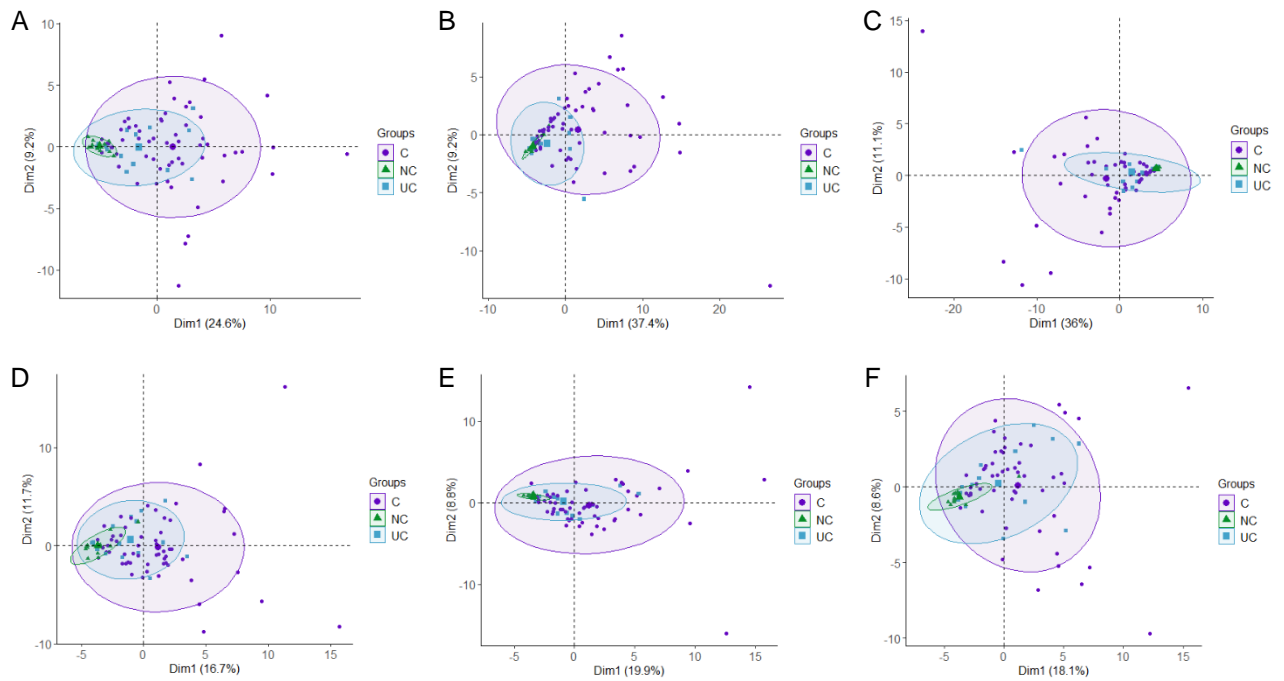 A
10
5
0
-5
-10
Dim2 (9.2%)
0
10
Dim1 (24.6%)
Groups
C
NC
UC
B
5
0
-5
-10
Dim2 (9.2%)
-10
0
10
20
Dim1 (37.4%)
Groups
C
NC
UC
C
15
10
5
0
-5
-10
Dim2 (11.1%)
-20
-10
0
10
Dim1 (36%)
Groups
C
NC
UC
D
10
0
-10
Dim2 (11.7%)
-5
0
5
10
15
Dim1 (16.7%)
Groups
C
NC
UC
E
10
0
-10
Dim2 (8.8%)
-5
0
5
10
15
Dim1 (19.9%)
Groups
C
NC
UC
F
5
0
-5
-10
Dim2 (8.6%)
-5
0
5
10
15
Dim1 (18.1%)
Groups
C
NC
UC